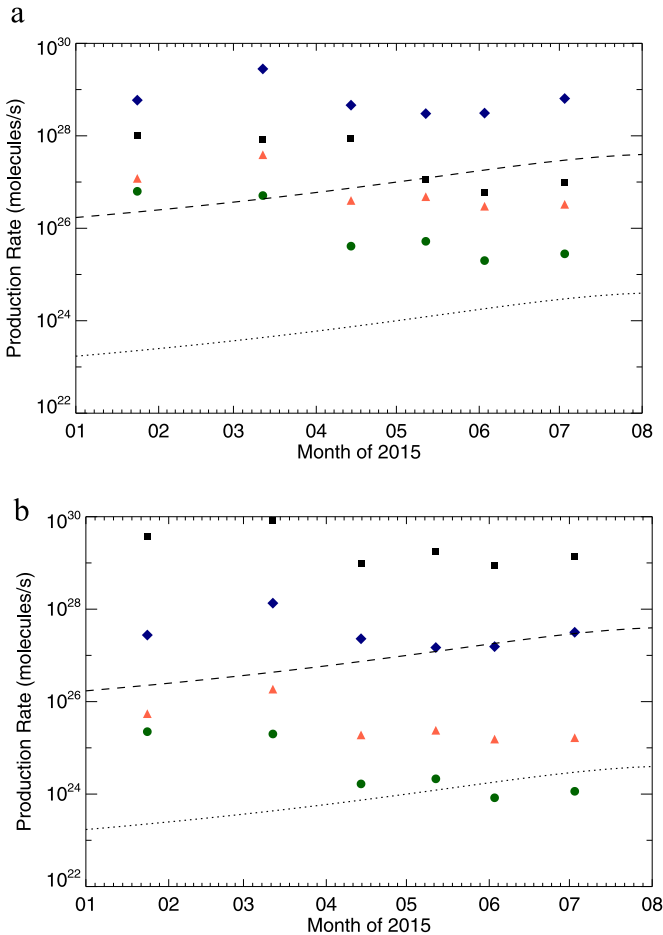 a
10^30
10^28
10^26
10^24
10^22
Production Rate (molecules/s)
01 02 03 04 05 06 07 08
Month of 2015
b
10^30
10^28
10^26
10^24
10^22
Production Rate (molecules/s)
01 02 03 04 05 06 07 08
Month of 2015